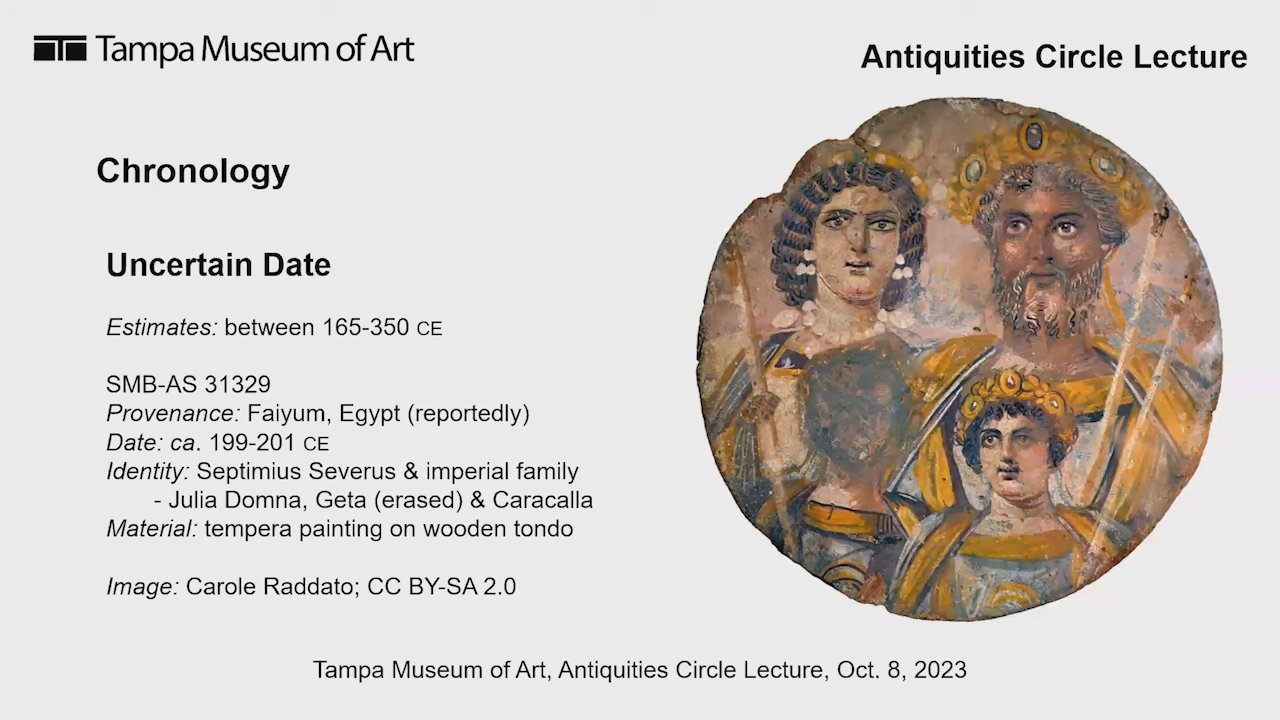 Tampa Museum of Art
Antiquities Circle Lecture
Chronology
Uncertain Date
Estimates: between 165-350 CE
SMB-AS 31329
Provenance: Faiyum, Egypt (reportedly)
Date: ca. 199-201 CE
Identity: Septimius Severus & imperial family
- Julia Domna, Geta (erased) & Caracalla
Material: tempera painting on wooden tondo
Image: Carole Raddato; CC BY-SA 2.0
Tampa Museum of Art, Antiquities Circle Lecture, Oct. 8, 2023